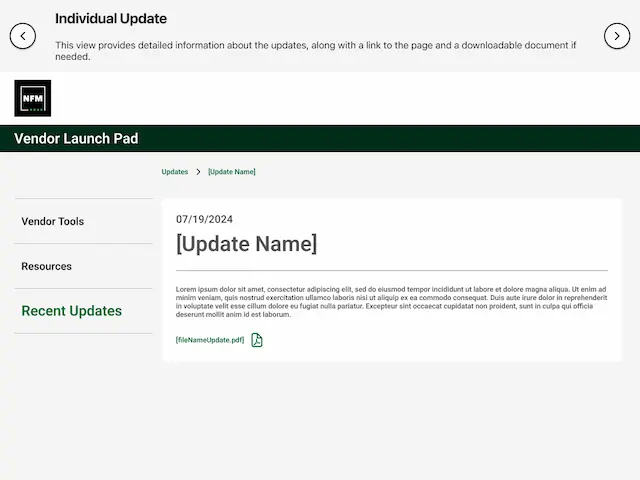 Individual Update
This view provides detailed information about the updates, along with a link to the page and a downloadable document if
needed.
NFM
Vendor Launch Pad
Updates > [Update Name]
Vendor Tools
Resources
Recent Updates
07/19/2024
[Update Name]
Lorem ipsum dolor sit amet, consectetur adipiscing elit, sed do eiusmod tempor incididunt ut labore et dolore magna aliqua. Ut enim ad
minim veniam, quis nostrud exercitation ullamco laboris nisi ut aliquip ex ea commodo consequat. Duis aute irure dolor in reprehenderit
in voluptate velit esse cillum dolore eu fugiat nulla pariatur. Excepteur sint occaecat cupidatat non proident, sunt in culpa qui officia
deserunt mollit anim id est laborum.
[fileNameUpdate.pdf]